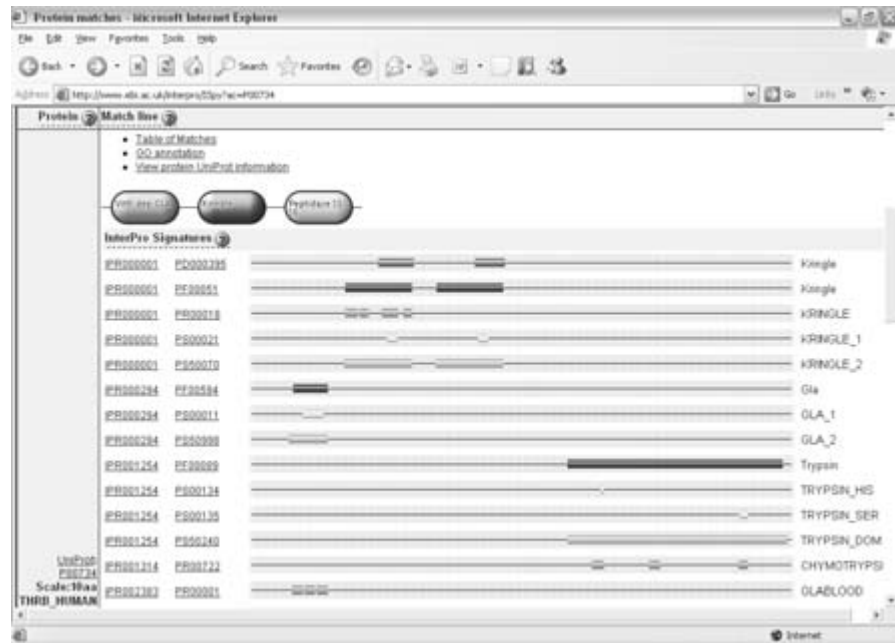 Protein matches - Microsoft Internet Explorer
File Edit View Favorites Tools Help
Back Search Favorites
Address http://www.ebi.ac.uk/interpro/ISpy?ac=P00734 Go Links
Protein Match line
Table of Matches
GO annotation
View protein UniProt information
Kringle Peptidase S1
InterPro Signatures
IPR000001 PD000395 Kringle
IPR000001 PF00051 Kringle
IPR000001 PR00018 KRINGLE
IPR000001 PS00021 KRINGLE_1
IPR000001 PS50070 KRINGLE_2
IPR000294 PF00594 Gla
IPR000294 PS00011 GLA_1
IPR000294 PS50998 GLA_2
IPR001254 PF00089 Trypsin
IPR001254 PS00134 TRYPSIN_HIS
IPR001254 PS00135 TRYPSIN_SER
IPR001254 PS50240 TRYPSIN_DOM
IPR001314 PR00722 CHYMOTRYPSI
IPR002383 PR00001 GLABLOOD
UniProt:
P00734
Scale:10aa
THRB_HUMAN
Internet